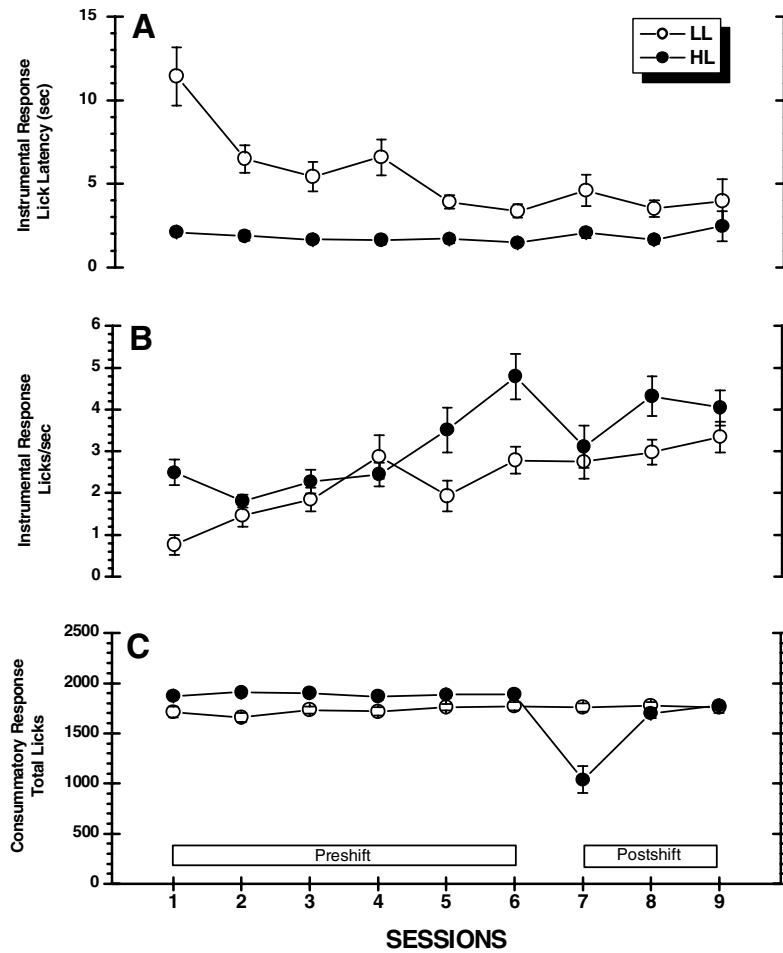 A
LL
HL
Instrumental Response
Lick Latency (sec)
15
10
5
0
B
Instrumental Response
Licks/sec
6
5
4
3
2
1
0
C
Consummatory Response
Total Licks
2500
2000
1500
1000
500
0
Preshift
Postshift
1 2 3 4 5 6 7 8 9
SESSIONS